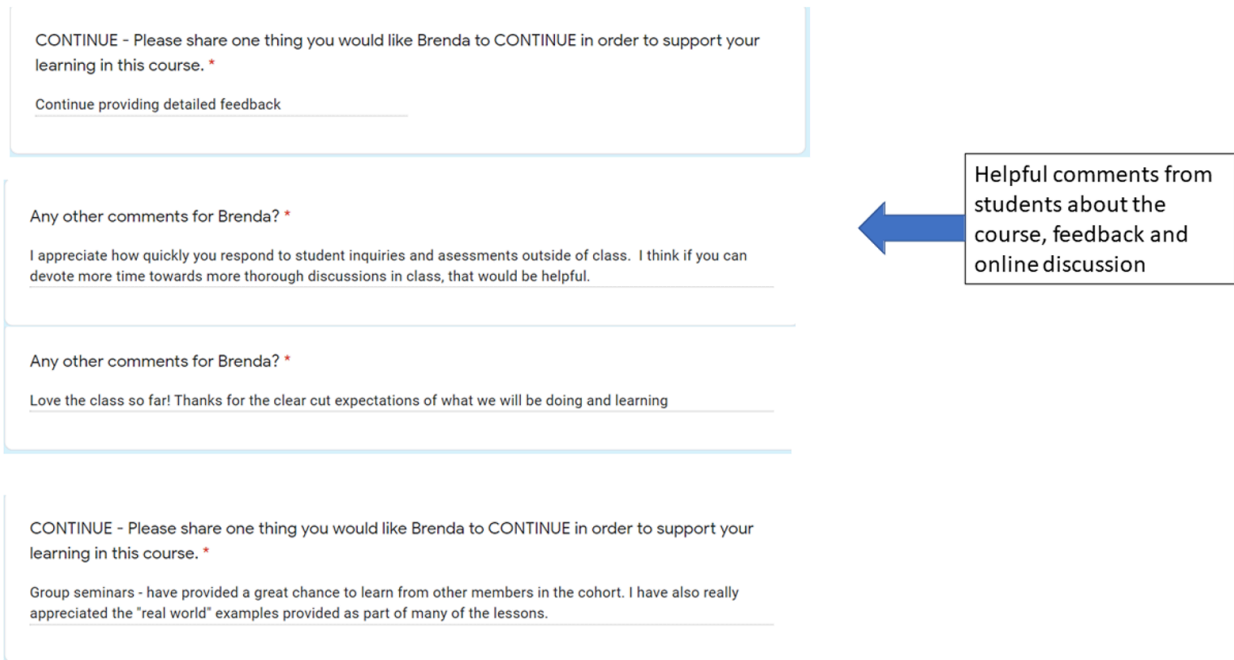 CONTINUE - Please share one thing you would like Brenda to CONTINUE in order to support your
learning in this course. *
Continue providing detailed feedback
Any other comments for Brenda? *
I appreciate how quickly you respond to student inquiries and asessments outside of class.  I think if you can
devote more time towards more thorough discussions in class, that would be helpful.
Any other comments for Brenda? *
Love the class so far! Thanks for the clear cut expectations of what we will be doing and learning
CONTINUE - Please share one thing you would like Brenda to CONTINUE in order to support your
learning in this course. *
Group seminars - have provided a great chance to learn from other members in the cohort. I have also really
appreciated the "real world" examples provided as part of many of the lessons.
Helpful comments from
students about the
course, feedback and
online discussion